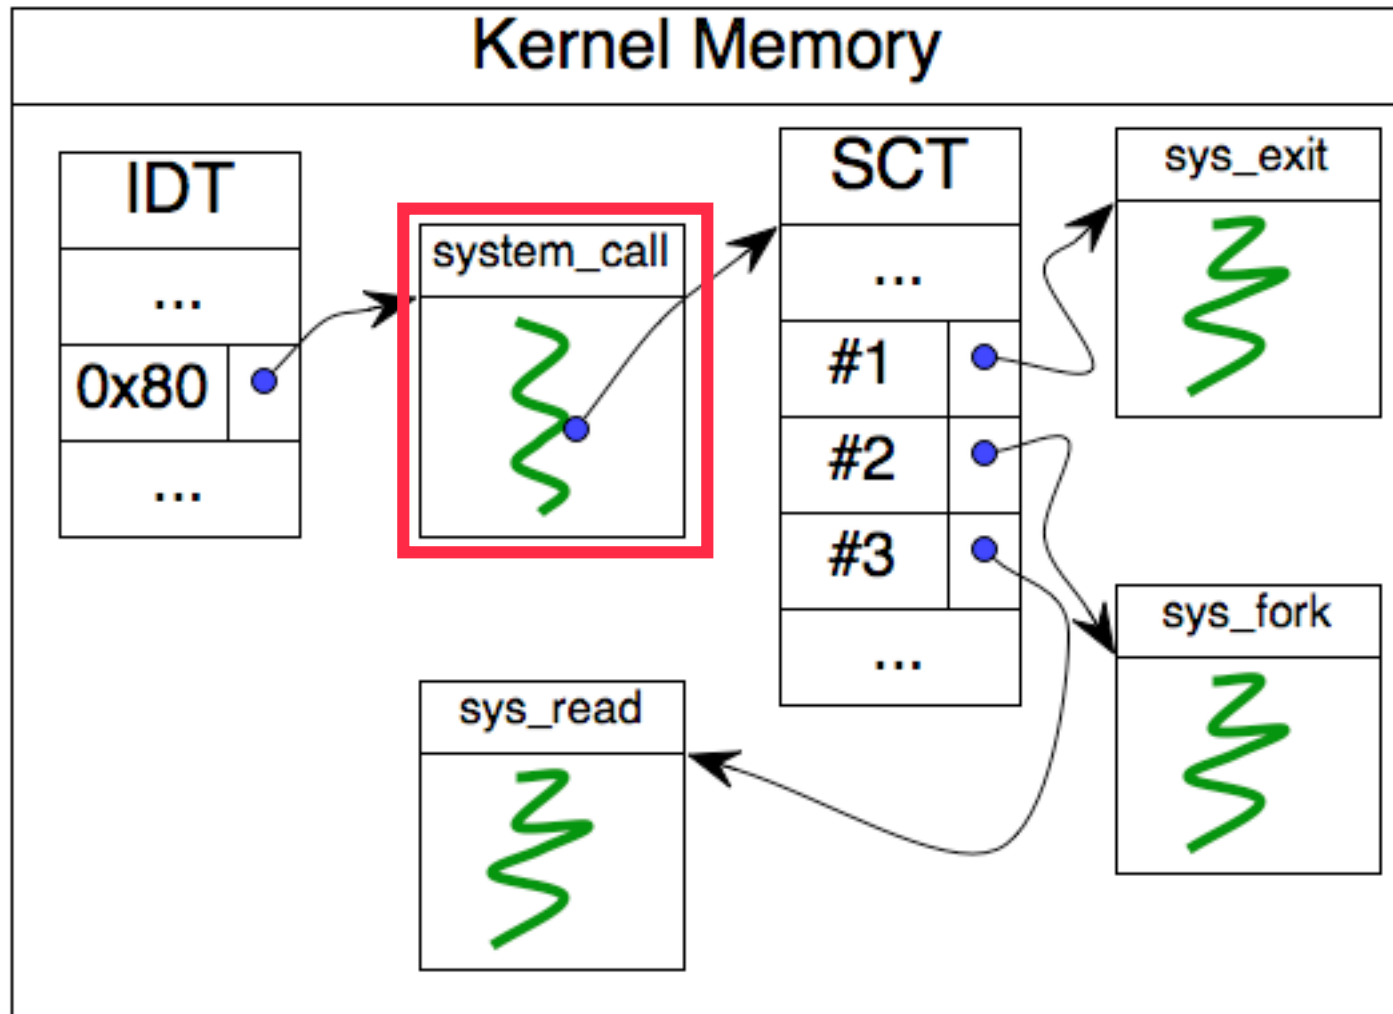 Kernel Memory
IDT
...
0x80
...
system_call
SCT
...
#1
#2
#3
...
sys_exit
sys_fork
sys_read